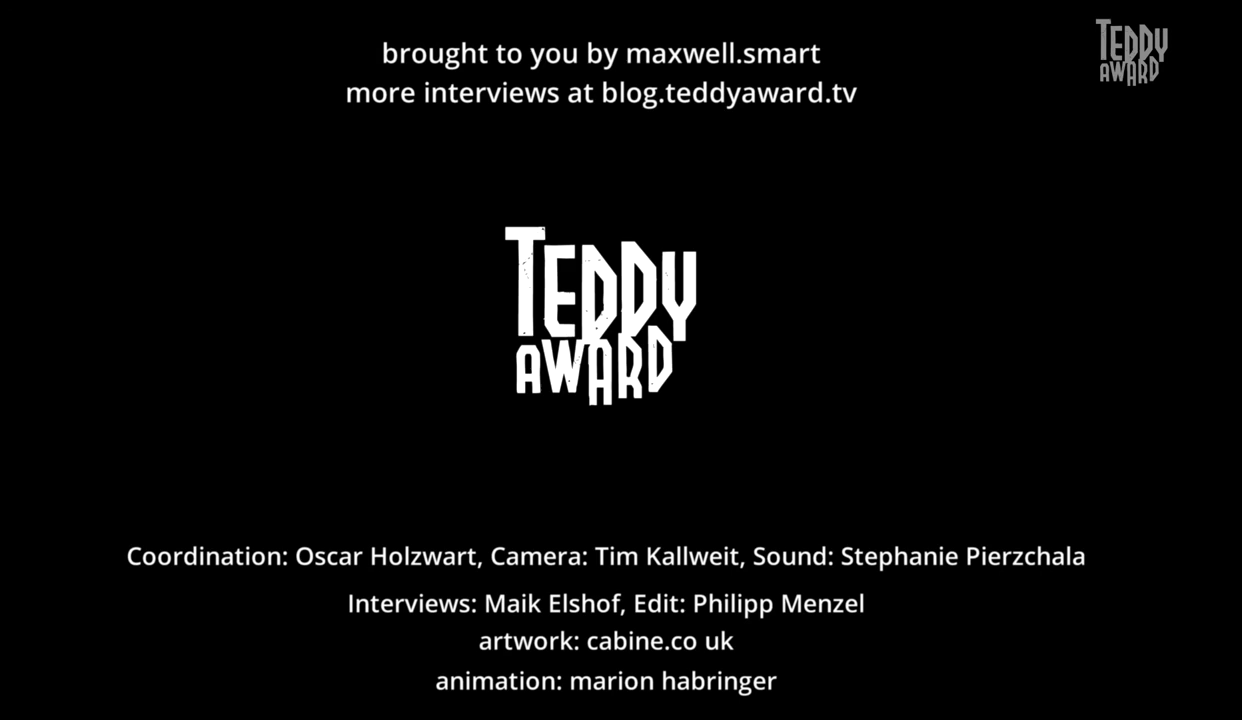 brought to you by maxwell.smart
more interviews at blog.teddyaward.tv
TEDDY
AWARD
TEDDY
AWARD
Coordination: Oscar Holzwart, Camera: Tim Kallweit, Sound: Stephanie Pierzchala
Interviews: Maik Elshof, Edit: Philipp Menzel
artwork: cabine.co uk
animation: marion habringer